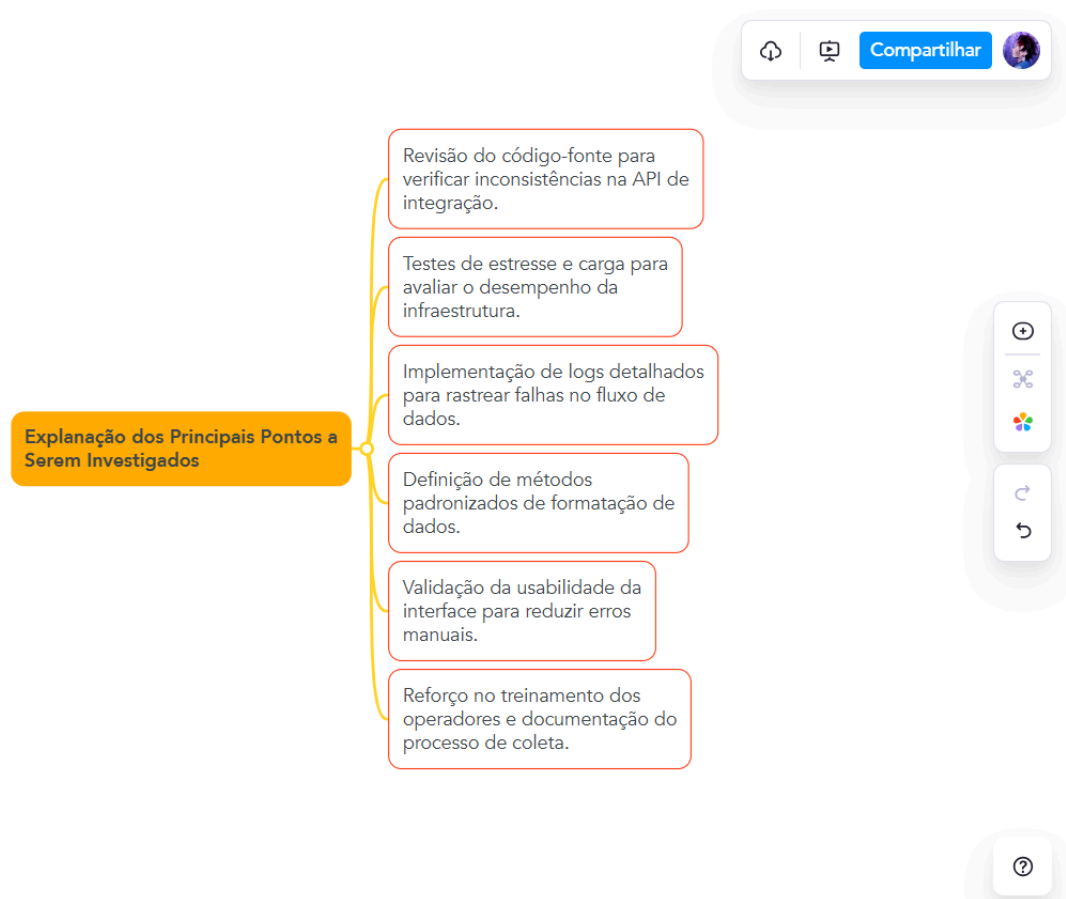 Compartilhar
Revisão do código-fonte para
verificar inconsistências na API de
integração.
Testes de estresse e carga para
avaliar o desempenho da
infraestrutura.
Implementação de logs detalhados
para rastrear falhas no fluxo de
dados.
Explanação dos Principais Pontos a
Serem Investigados
Definição de métodos
padronizados de formatação de
dados.
Validação da usabilidade da
interface para reduzir erros
manuais.
Reforço no treinamento dos
operadores e documentação do
processo de coleta.